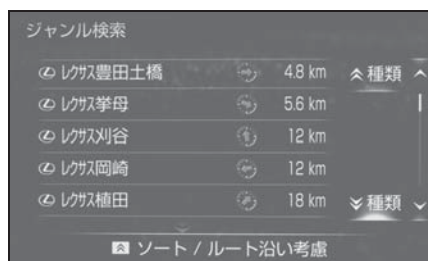 ジャンル検索
レクサス豊田土橋 4.8 km 種類
レクサス挙母 5.6 km
レクサス刈谷 12 km
レクサス岡崎 12 km
レクサス植田 18 km 種類
ソート / ルート沿い考慮